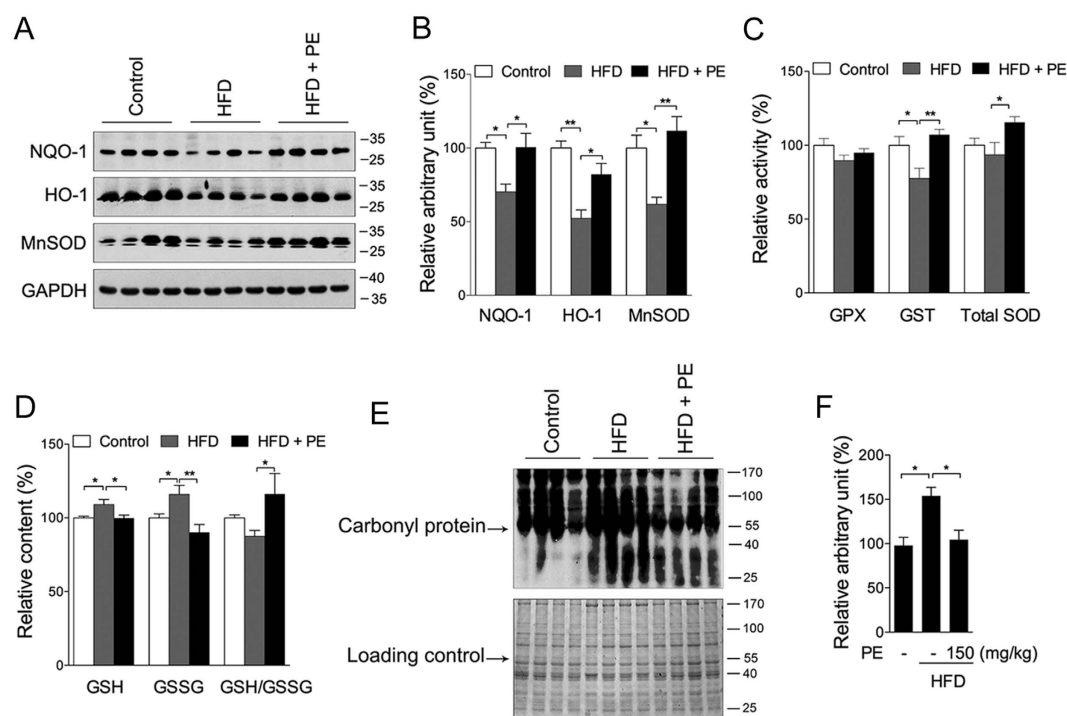 A
Control
HFD
HFD + PE
NQO-1
35
25
HO-1
35
25
MnSOD
35
25
GAPDH
40
35
B
Control HFD HFD + PE
Relative arbitrary unit (%)
150
100
50
0
* *
** *
* **
NQO-1 HO-1 MnSOD
C
Control HFD HFD + PE
Relative activity (%)
150
100
50
0
* **
*
GPX GST Total SOD
D
Control HFD HFD + PE
Relative content (%)
150
100
50
0
* *
* **
*
GSH GSSG GSH/GSSG
E
Control
HFD
HFD + PE
Carbonyl protein
170
100
55
40
25
Loading control
170
100
55
40
25
F
Relative arbitrary unit (%)
200
150
100
50
0
* *
PE - - 150 (mg/kg)
HFD